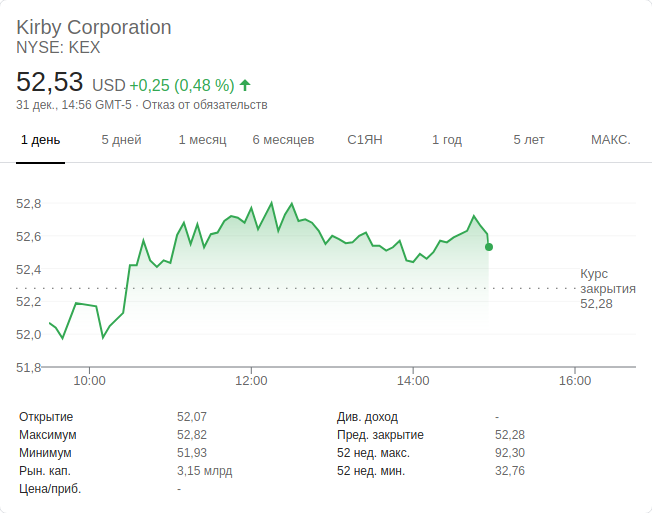 Kirby Corporation
NYSE: KEX
52,53 USD +0,25 (0,48 %)
31 дек., 14:56 GMT-5 · Отказ от обязательств
1 день 5 дней 1 месяц 6 месяцев С1ЯН 1 год 5 лет МАКС.
52,8
52,6
52,4
Курс
закрытия
52,28
52,2
52,0
51,8
10:00 12:00 14:00 16:00
Открытие 52,07 Див. доход -
Максимум 52,82 Пред. закрытие 52,28
Минимум 51,93 52 нед. макс. 92,30
Рын. кап. 3,15 млрд 52 нед. мин. 32,76
Цена/приб. -